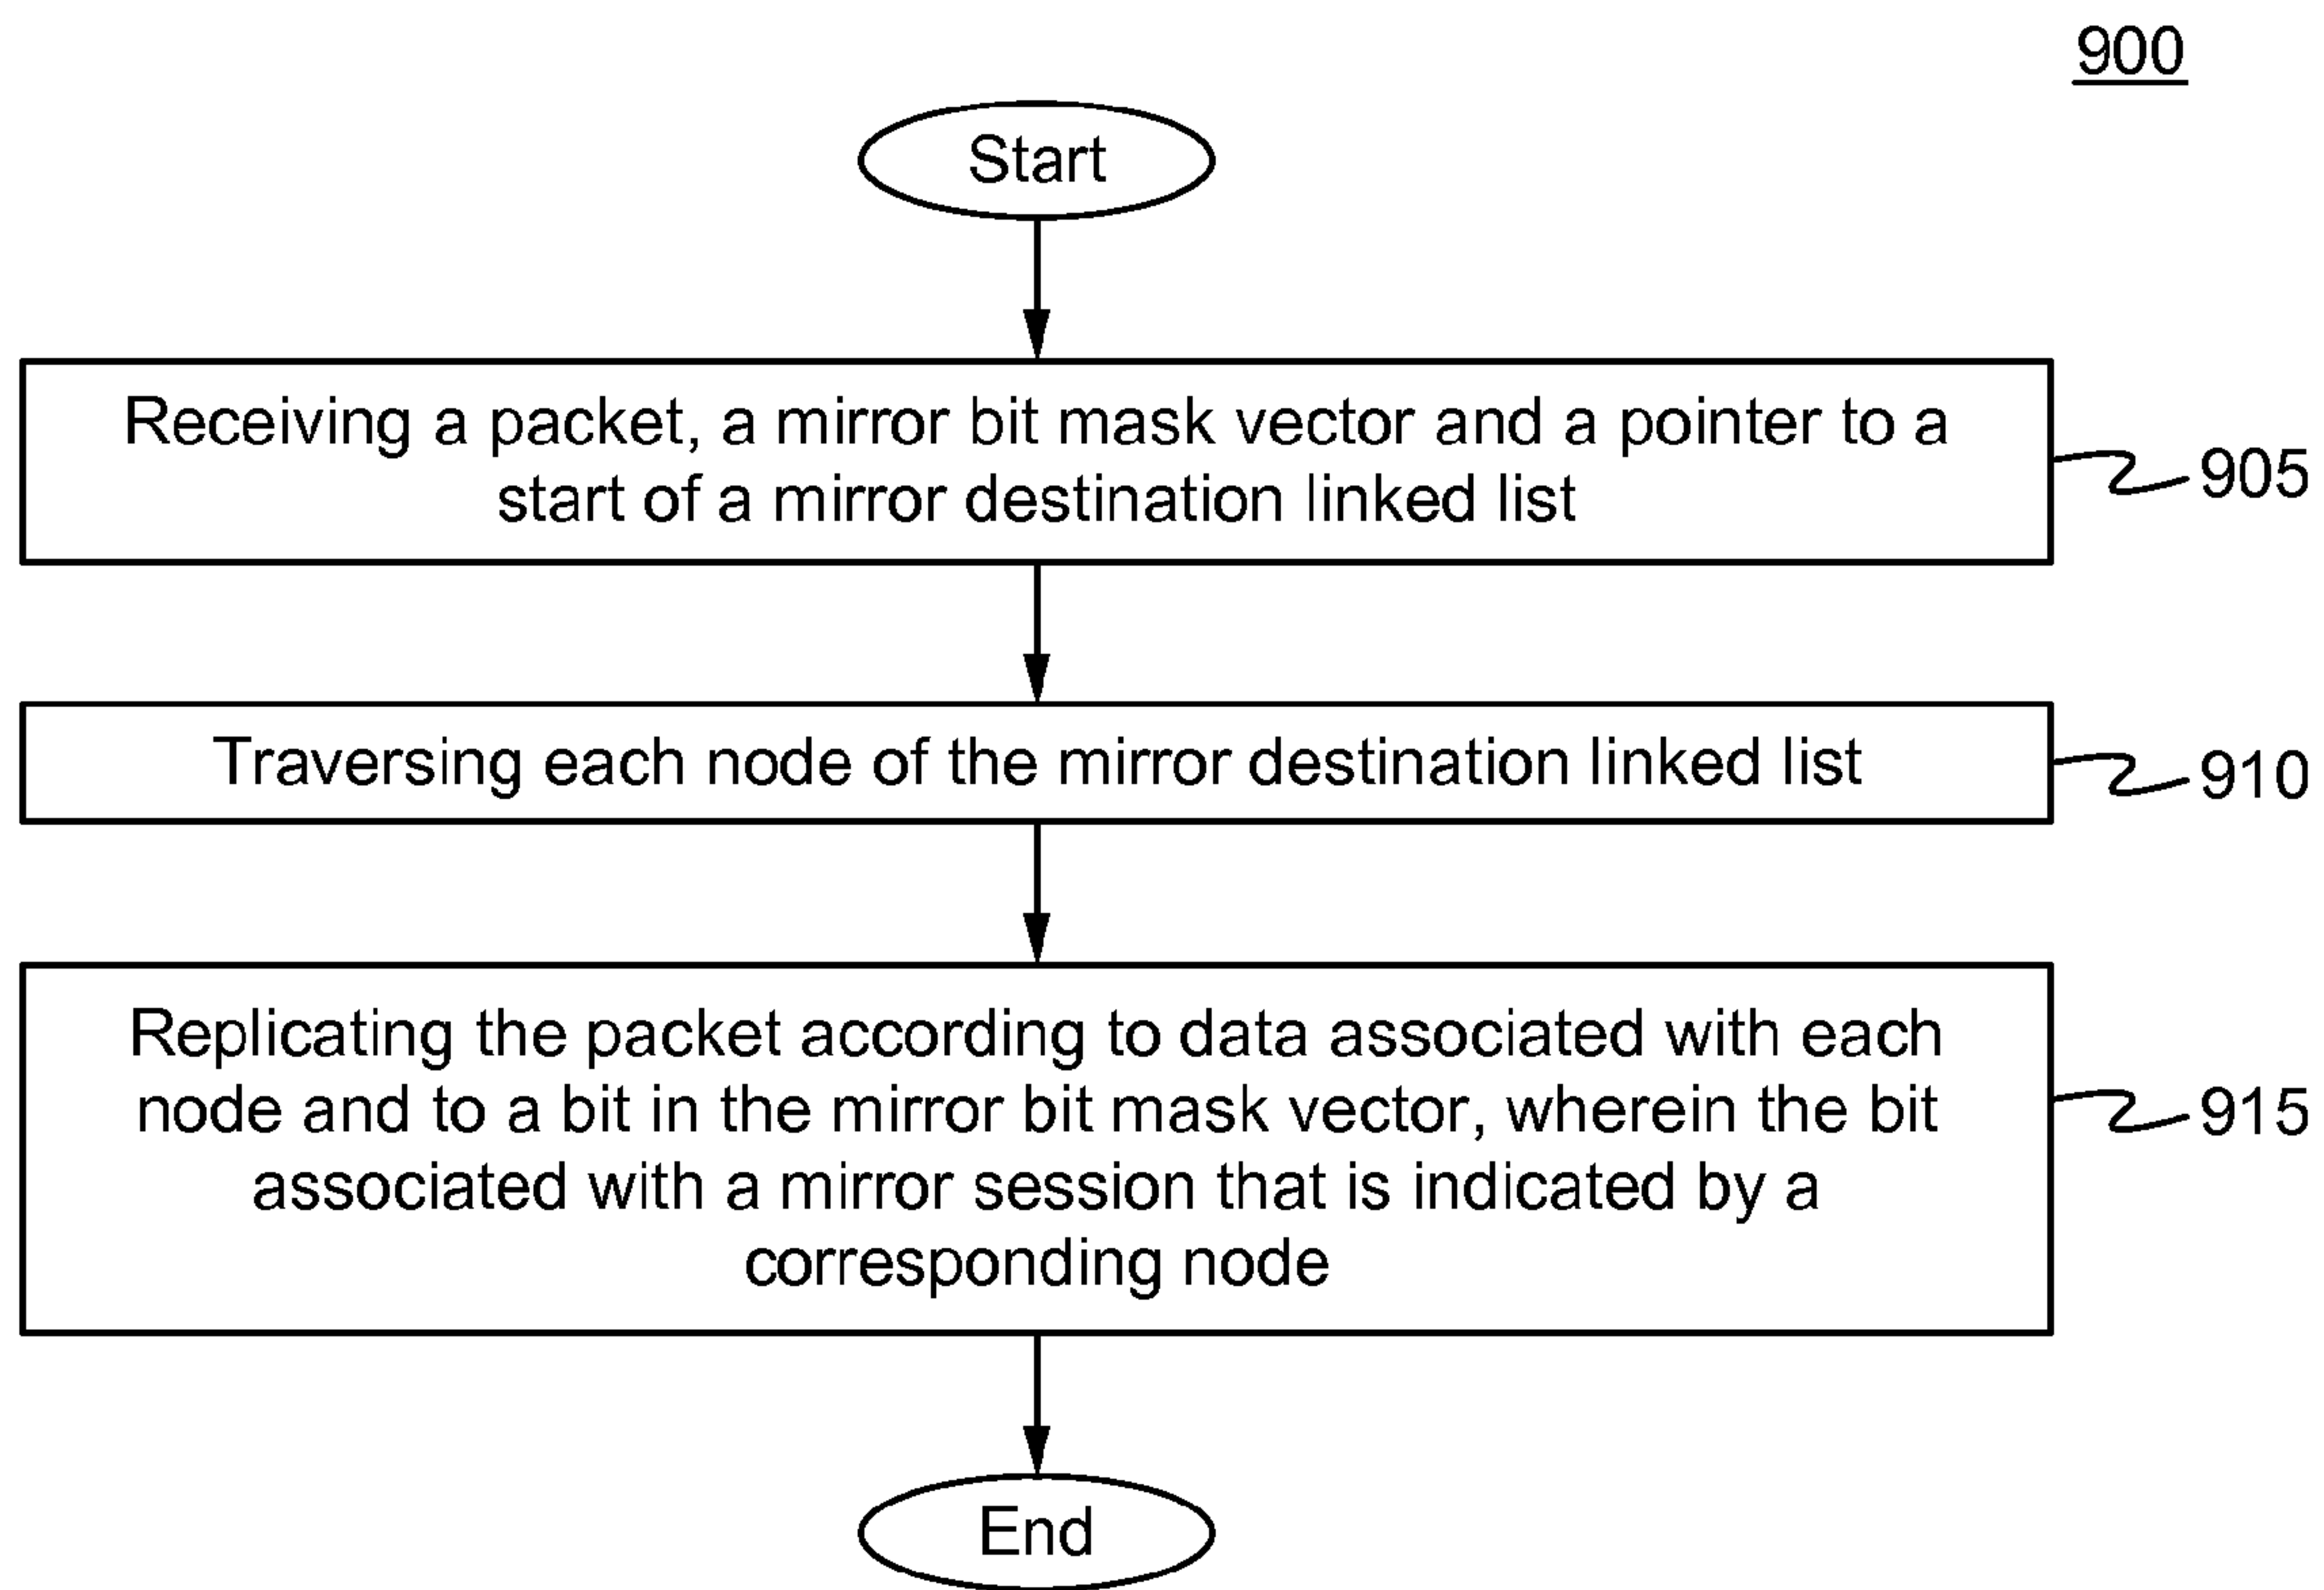 900
Start
Receiving a packet, a mirror bit mask vector and a pointer to a
start of a mirror destination linked list
905
Traversing each node of the mirror destination linked list
910
Replicating the packet according to data associated with each
node and to a bit in the mirror bit mask vector, wherein the bit
associated with a mirror session that is indicated by a
corresponding node
915
End